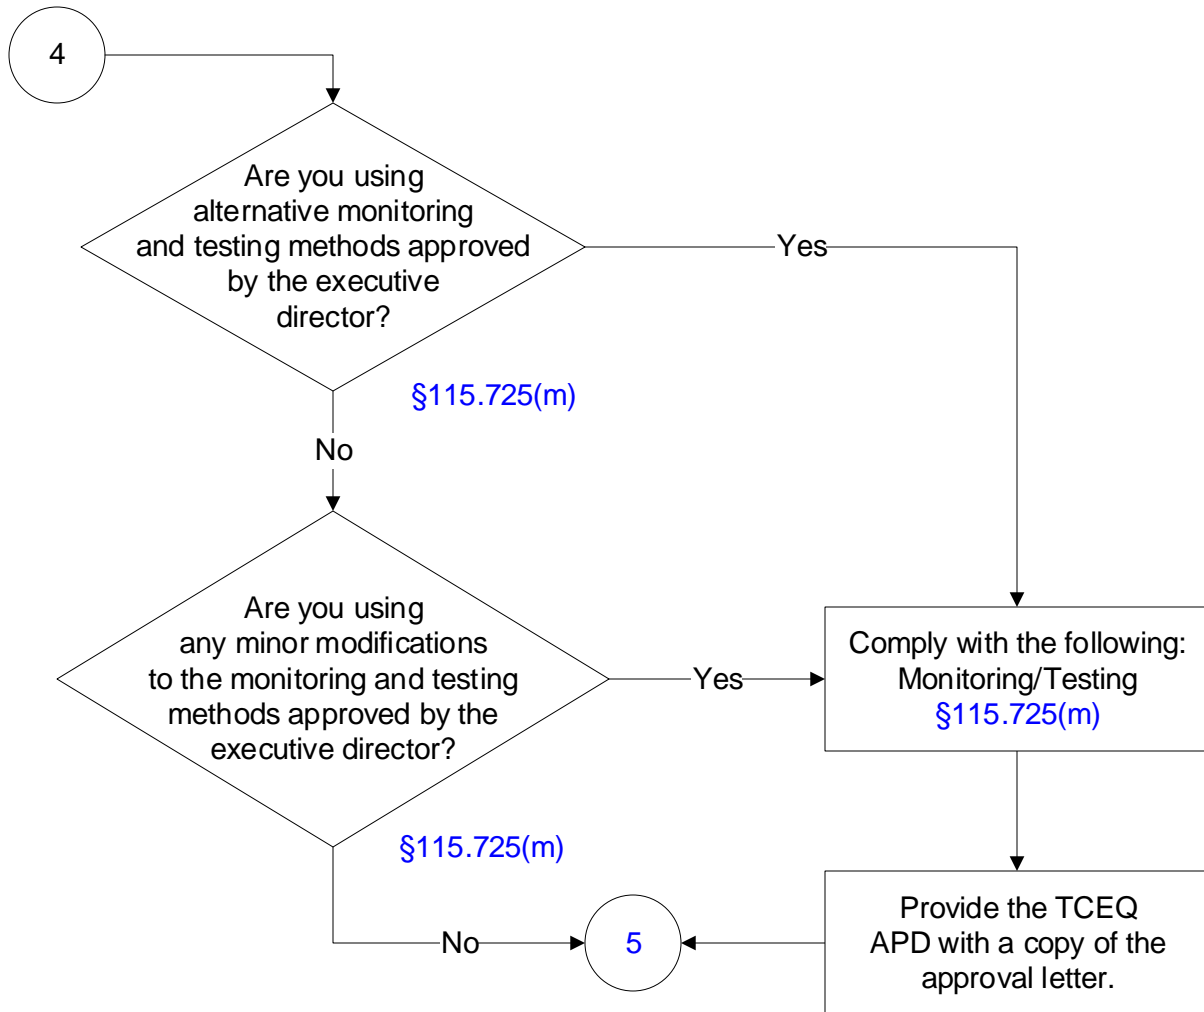 4
Are you using
alternative monitoring
and testing methods approved
by the executive
director?
Yes
§115.725(m)
No
Are you using
any minor modifications
to the monitoring and testing
methods approved by the
executive director?
Yes
Comply with the following:
Monitoring/Testing
§115.725(m)
§115.725(m)
No
5
Provide the TCEQ
APD with a copy of the
approval letter.